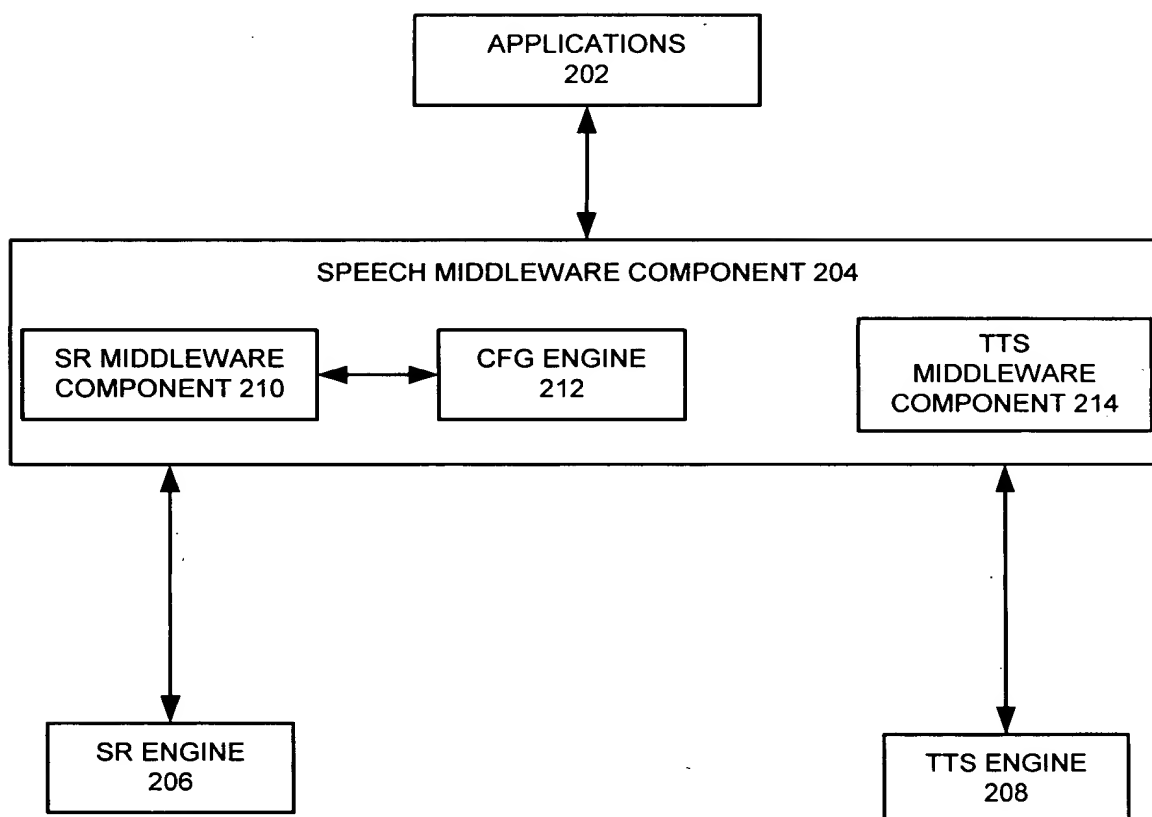 APPLICATIONS
202
SPEECH MIDDLEWARE COMPONENT 204
SR MIDDLEWARE
COMPONENT 210
CFG ENGINE
212
TTS
MIDDLEWARE
COMPONENT 214
SR ENGINE
206
TTS ENGINE
208